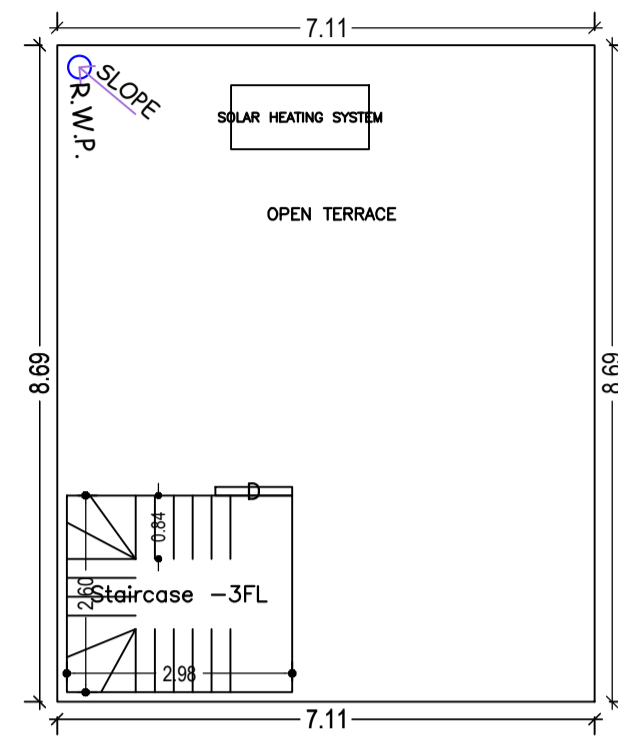 7.11
SLOPE
R.W.P.
SOLAR HEATING SYSTEM
OPEN TERRACE
8.69
8.69
D
0.84
2.60
Staircase -3FL
2.98
7.11